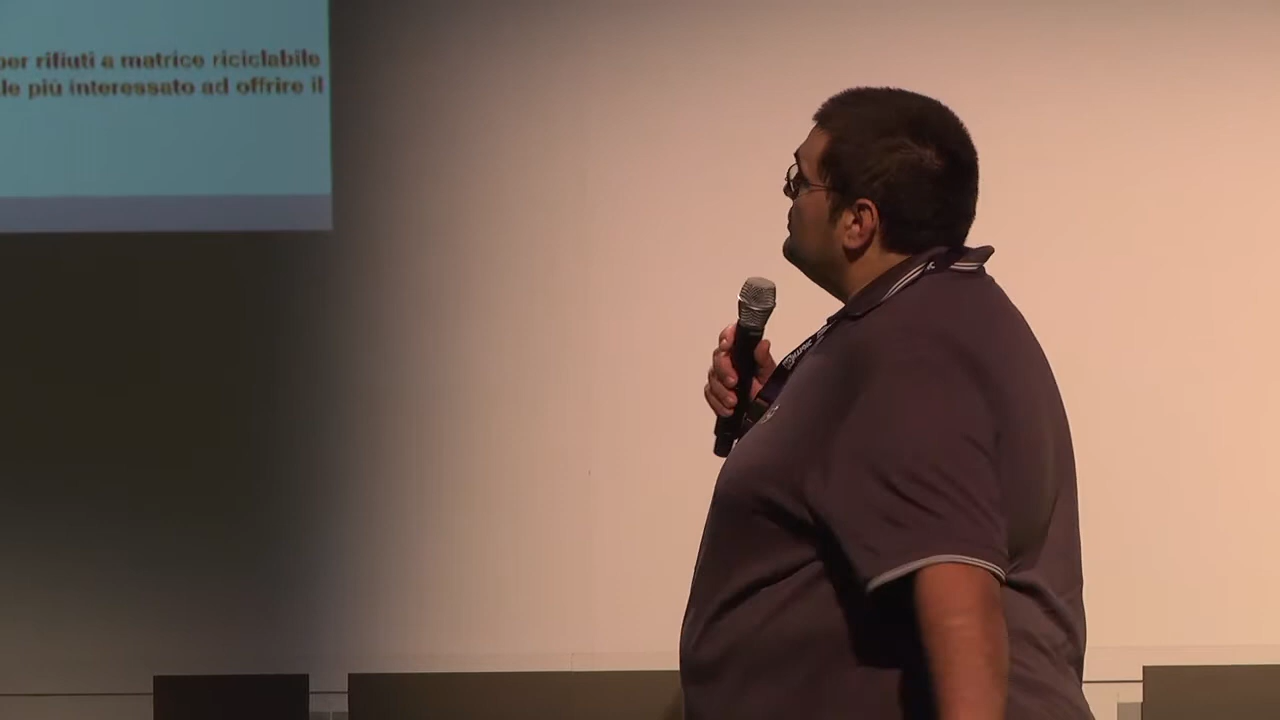 per rifiuti a matrice riciclabile
le più interessato ad offrire il